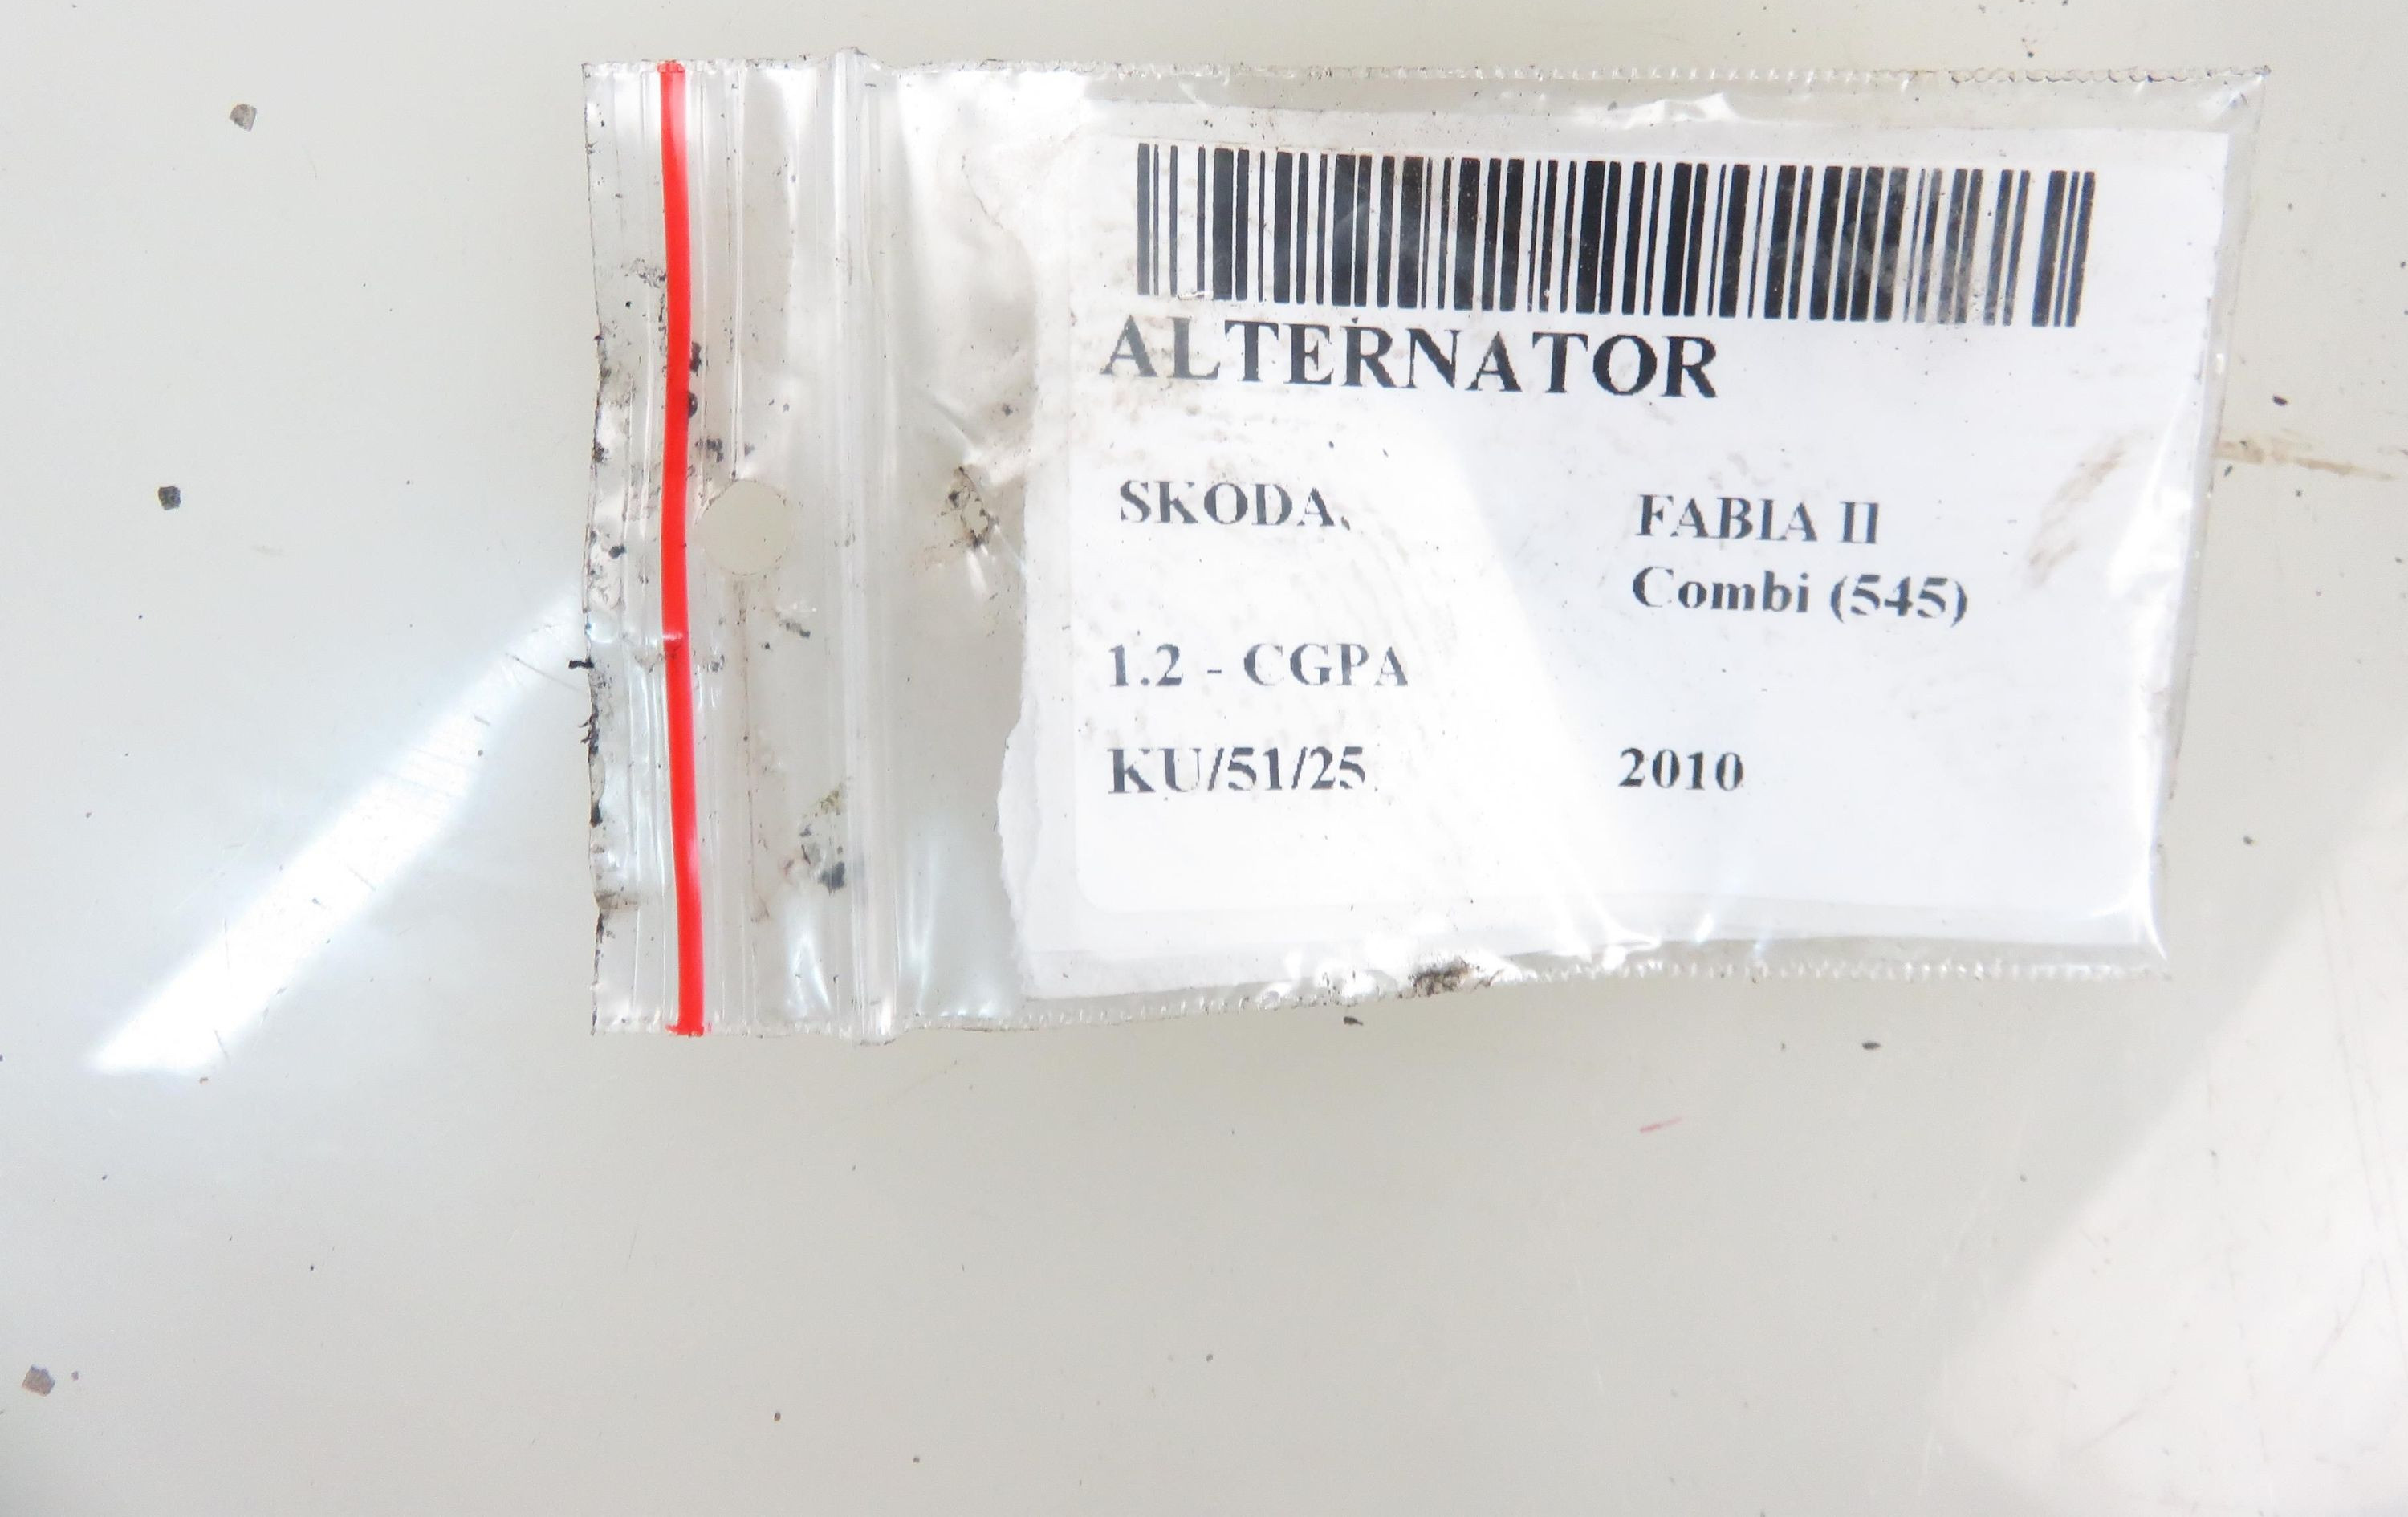 ALTERNATOR
SKODA
FABIA II
Combi (545)
1.2 - CGPA
KU/51/25
2010